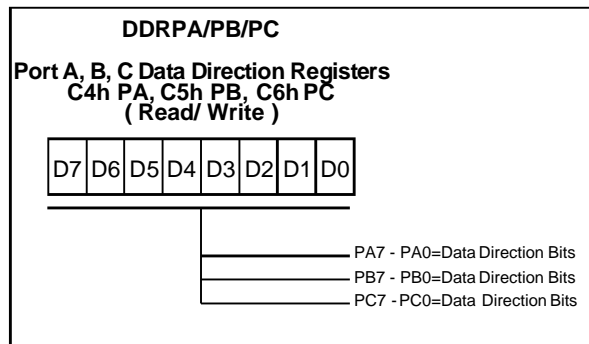 DDRPA/PB/PC
Port A, B, C Data Direction Registers
C4h PA, C5h PB, C6h PC
( Read/ Write )
D7 D6 D5 D4 D3 D2 D1 D0
PA7 - PA0=Data Direction Bits
PB7 - PB0=Data Direction Bits
PC7 - PC0=Data Direction Bits